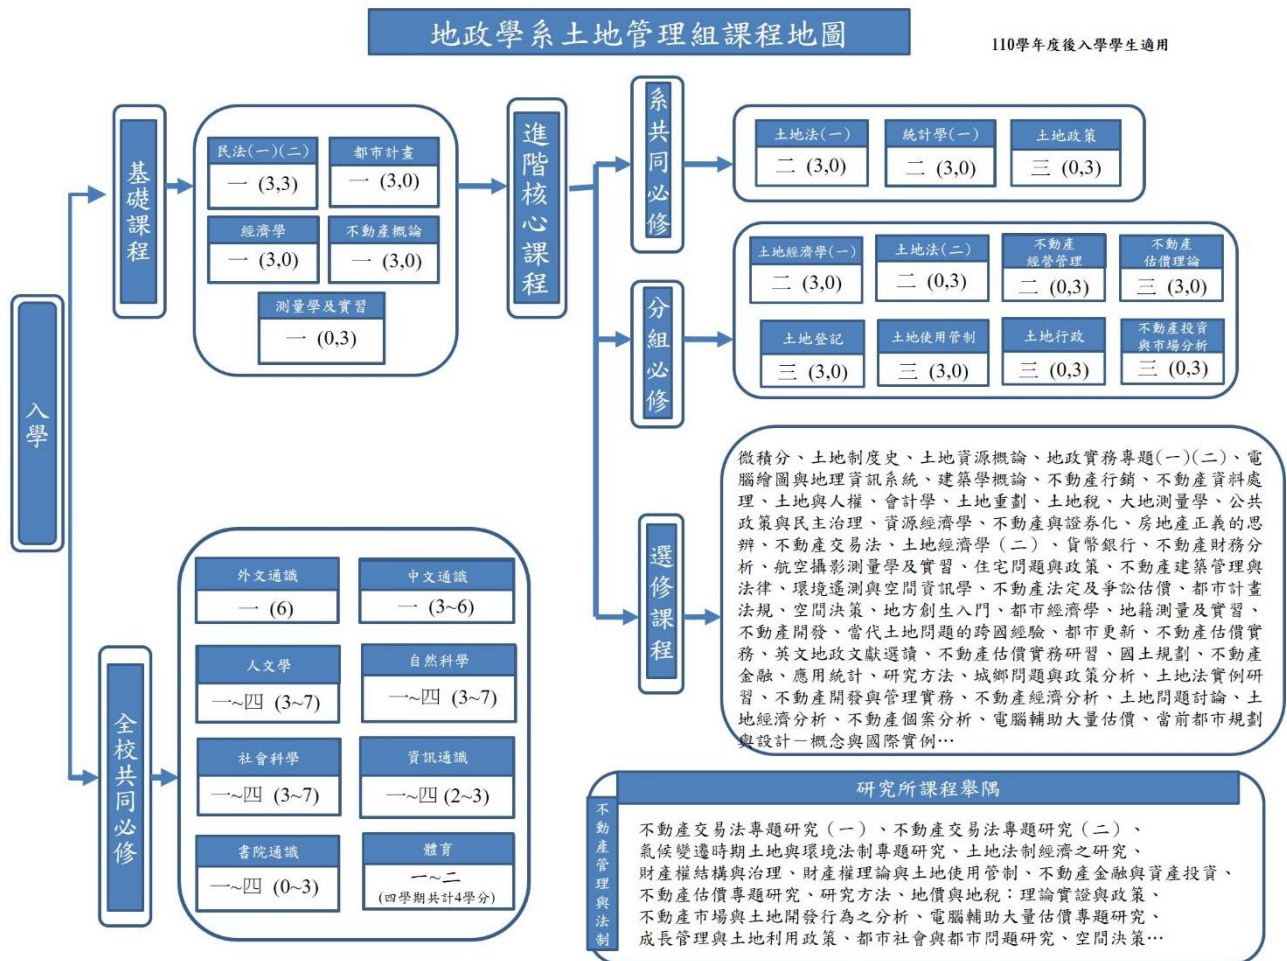 地政學系土地管理組課程地圖
110學年度後入學學生適用
入學
基礎課程
民法(一)(二)
一 (3,3)
都市計畫
一 (3,0)
經濟學
一 (3,0)
不動產概論
一 (3,0)
測量學及實習
一 (0,3)
進階核心課程
系共同必修
土地法(一)
二 (3,0)
統計學(一)
二 (3,0)
土地政策
三 (0,3)
分組必修
土地經濟學(一)
二 (3,0)
土地法(二)
二 (0,3)
不動產
經營管理
二 (0,3)
不動產
估價理論
三 (3,0)
土地登記
三 (3,0)
土地使用管制
三 (3,0)
土地行政
三 (0,3)
不動產投資
與市場分析
三 (0,3)
選修課程
微積分、土地制度史、土地資源概論、地政實務專題(一)(二)、電
腦繪圖與地理資訊系統、建築學概論、不動產行銷、不動產資料處
理、土地與人權、會計學、土地重劃、土地稅、大地測量學、公共
政策與民主治理、資源經濟學、不動產與證券化、房地產正義的思
辨、不動產交易法、土地經濟學（二）、貨幣銀行、不動產財務分
析、航空攝影測量學及實習、住宅問題與政策、不動產建築管理與
法律、環境遙測與空間資訊學、不動產法定及爭訟估價、都市計畫
法規、空間決策、地方創生入門、都市經濟學、地籍測量及實習、
不動產開發、當代土地問題的跨國經驗、都市更新、不動產估價實
務、英文地政文獻選讀、不動產估價實務研習、國土規劃、不動產
金融、應用統計、研究方法、城鄉問題與政策分析、土地法實例研
習、不動產開發與管理實務、不動產經濟分析、土地問題討論、土
地經濟分析、不動產個案分析、電腦輔助大量估價、當前都市規劃
與設計－概念與國際實例…
全校共同必修
外文通識
一 (6)
中文通識
一 (3~6)
人文學
一~四 (3~7)
自然科學
一~四 (3~7)
社會科學
一~四 (3~7)
資訊通識
一~四 (2~3)
書院通識
一~四 (0~3)
體育
一~二
(四學期共計4學分)
不動產管理與法制
研究所課程舉隅
不動產交易法專題研究（一）、不動產交易法專題研究（二）、
氣候變遷時期土地與環境法制專題研究、土地法制經濟之研究、
財產權結構與治理、財產權理論與土地使用管制、不動產金融與資產投資、
不動產估價專題研究、研究方法、地價與地稅：理論實證與政策、
不動產市場與土地開發行為之分析、電腦輔助大量估價專題研究、
成長管理與土地利用政策、都市社會與都市問題研究、空間決策…